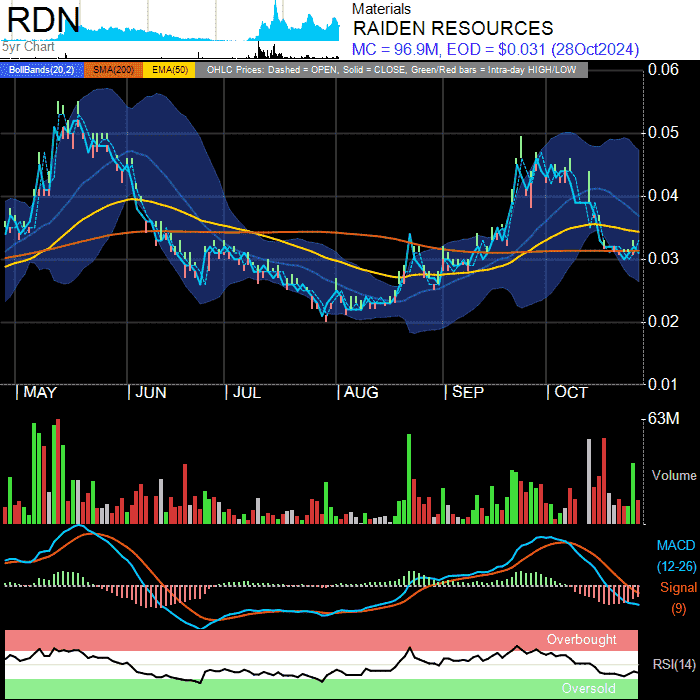 RDN
5yr Chart
Materials
RAIDEN RESOURCES
MC = 96.9M, EOD = $0.031 (28Oct2024)
BollBands(20,2) SMA(200) EMA(50) OHLC Prices: Dashed = OPEN, Solid = CLOSE, Green/Red bars = Intra-day HIGH/LOW
0.06
0.05
0.04
0.03
0.02
0.01
| MAY | JUN | JUL | AUG | SEP | OCT
63M
Volume
MACD
(12-26)
Signal
(9)
Overbought
RSI(14)
Oversold